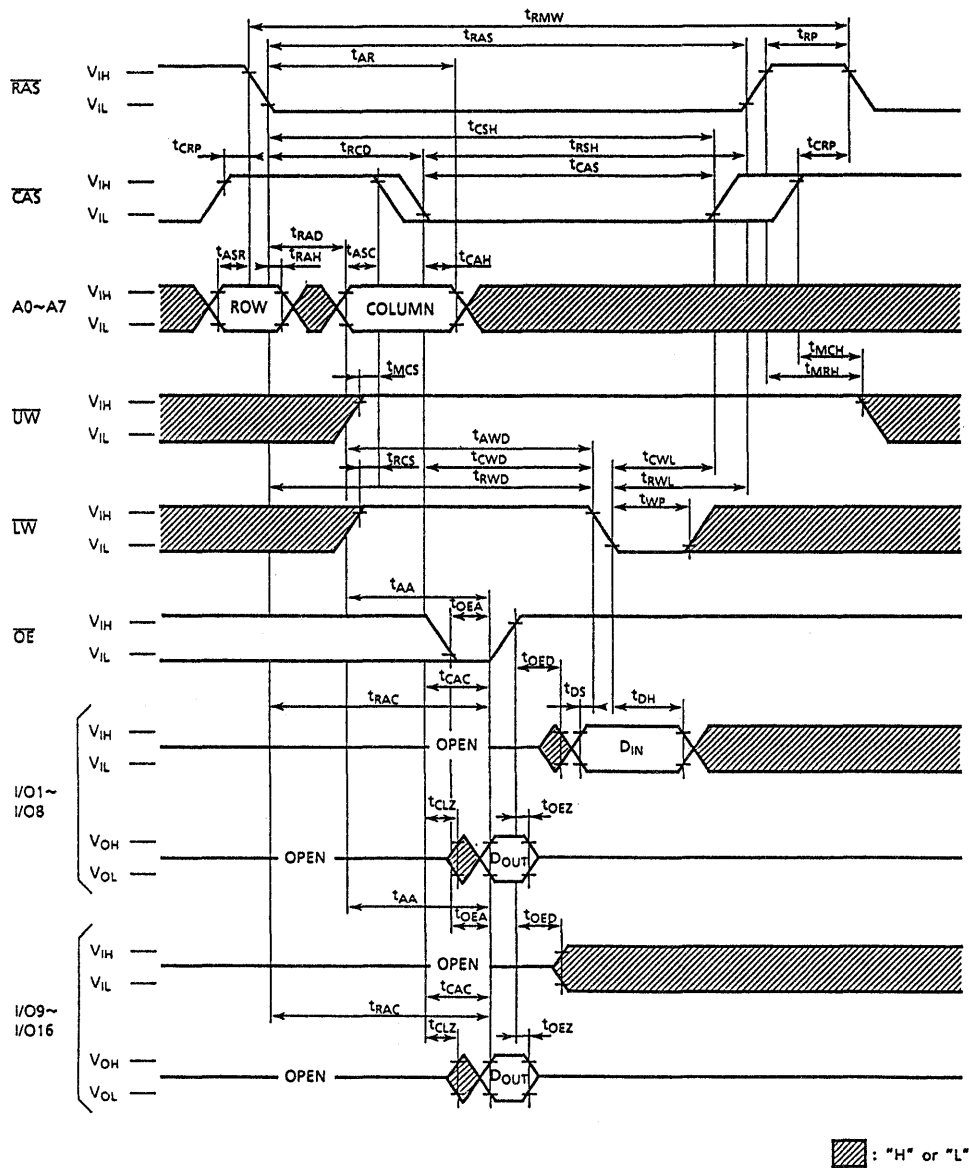 tRMW
tRAS
tRP
tAR
RAS
VIH
VIL
tCSH
tCRP
tRCD
tRSH
tCRP
tCAS
CAS
VIH
VIL
tRAD
tASR
tRAH
tASC
tCAH
A0~A7
VIH
VIL
ROW
COLUMN
tMCS
tMCH
tMRH
UW
VIH
VIL
tAWD
tRCS
tCWD
tCWL
tRWD
tRWL
tWP
LW
VIH
VIL
tAA
tOEA
OE
VIH
VIL
tOED
tCAC
tDS
tDH
tRAC
VIH
VIL
OPEN
DIN
I/O1~
I/O8
tCLZ
tOEZ
VOH
VOL
OPEN
DOUT
tAA
tOEA
tOED
VIH
VIL
OPEN
tCAC
tRAC
I/O9~
I/O16
tCLZ
tOEZ
VOH
VOL
OPEN
DOUT
: "H" or "L"